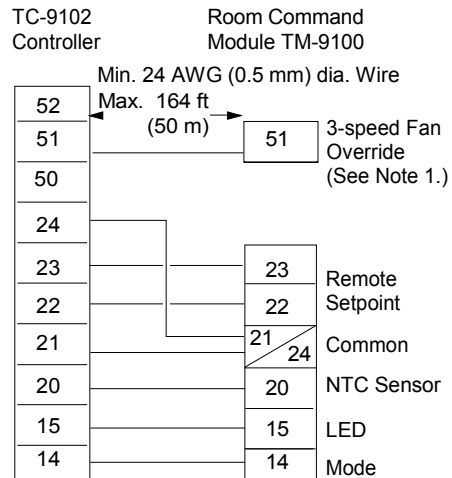 TC-9102
Controller
Room Command
Module TM-9100
Min. 24 AWG (0.5 mm) dia. Wire
Max. 164 ft
(50 m)
52
51
50
24
23
22
21
20
15
14
51
3-speed Fan
Override
(See Note 1.)
23
22
Remote
Setpoint
21
24
Common
20
NTC Sensor
15
LED
14
Mode